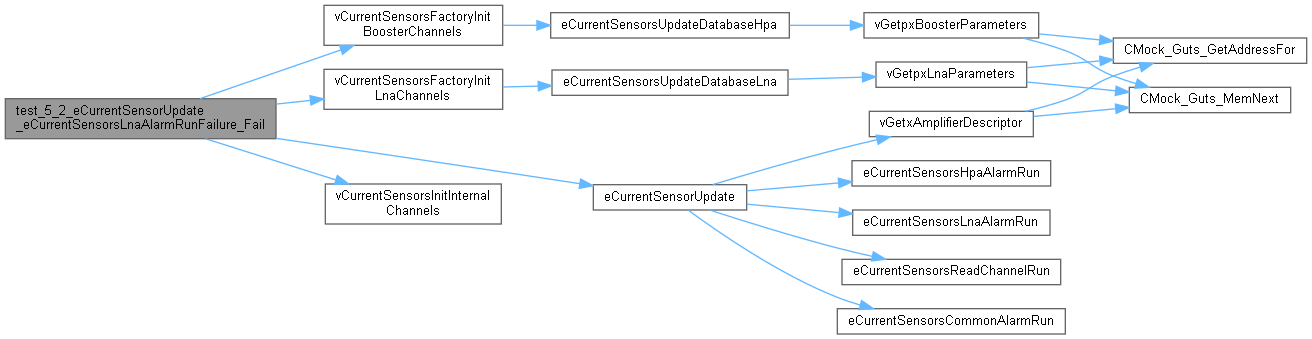 test_5_2_eCurrentSensorUpdate
_eCurrentSensorsLnaAlarmRunFailure_Fail
vCurrentSensorsFactoryInit
BoosterChannels
vCurrentSensorsFactoryInit
LnaChannels
vCurrentSensorsInitInternal
Channels
eCurrentSensorsUpdateDatabaseHpa
eCurrentSensorsUpdateDatabaseLna
eCurrentSensorUpdate
vGetpxBoosterParameters
vGetpxLnaParameters
vGetxAmplifierDescriptor
eCurrentSensorsHpaAlarmRun
eCurrentSensorsLnaAlarmRun
eCurrentSensorsReadChannelRun
eCurrentSensorsCommonAlarmRun
CMock_Guts_GetAddressFor
CMock_Guts_MemNext